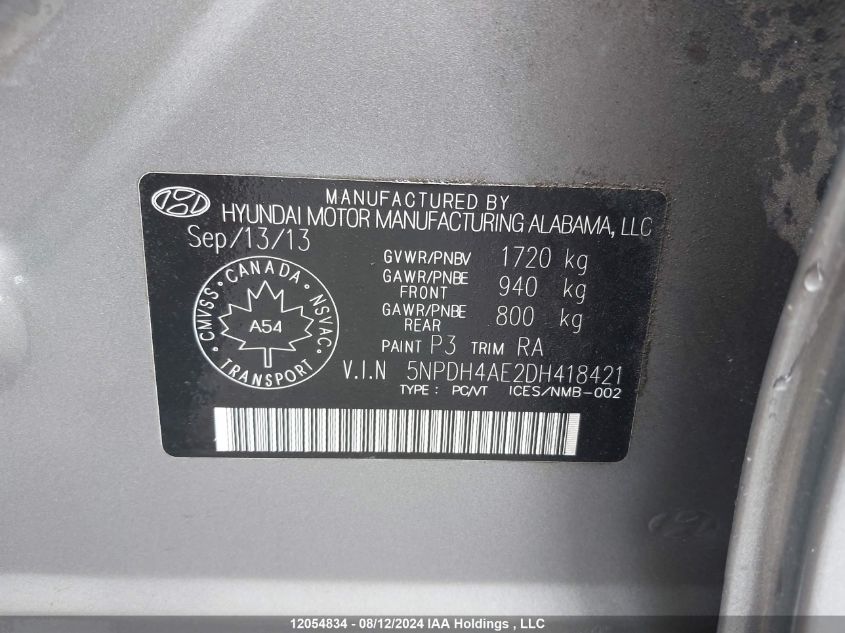 MANUFACTURED BY
HYUNDAI MOTOR MANUFACTURING ALABAMA, LLC
Sep/13/13
GVWR/PNBV 1720 kg
GAWR/PNBE FRONT 940 kg
GAWR/PNBE REAR 800 kg
PAINT P3 TRIM RA
V.I.N 5NPDH4AE2DH418421
TYPE : PC/VT ICES/NMB-002
CMVSS • CANADA • NSVAC •
A54
TRANSPORT
12054834 - 08/12/2024 IAA Holdings , LLC